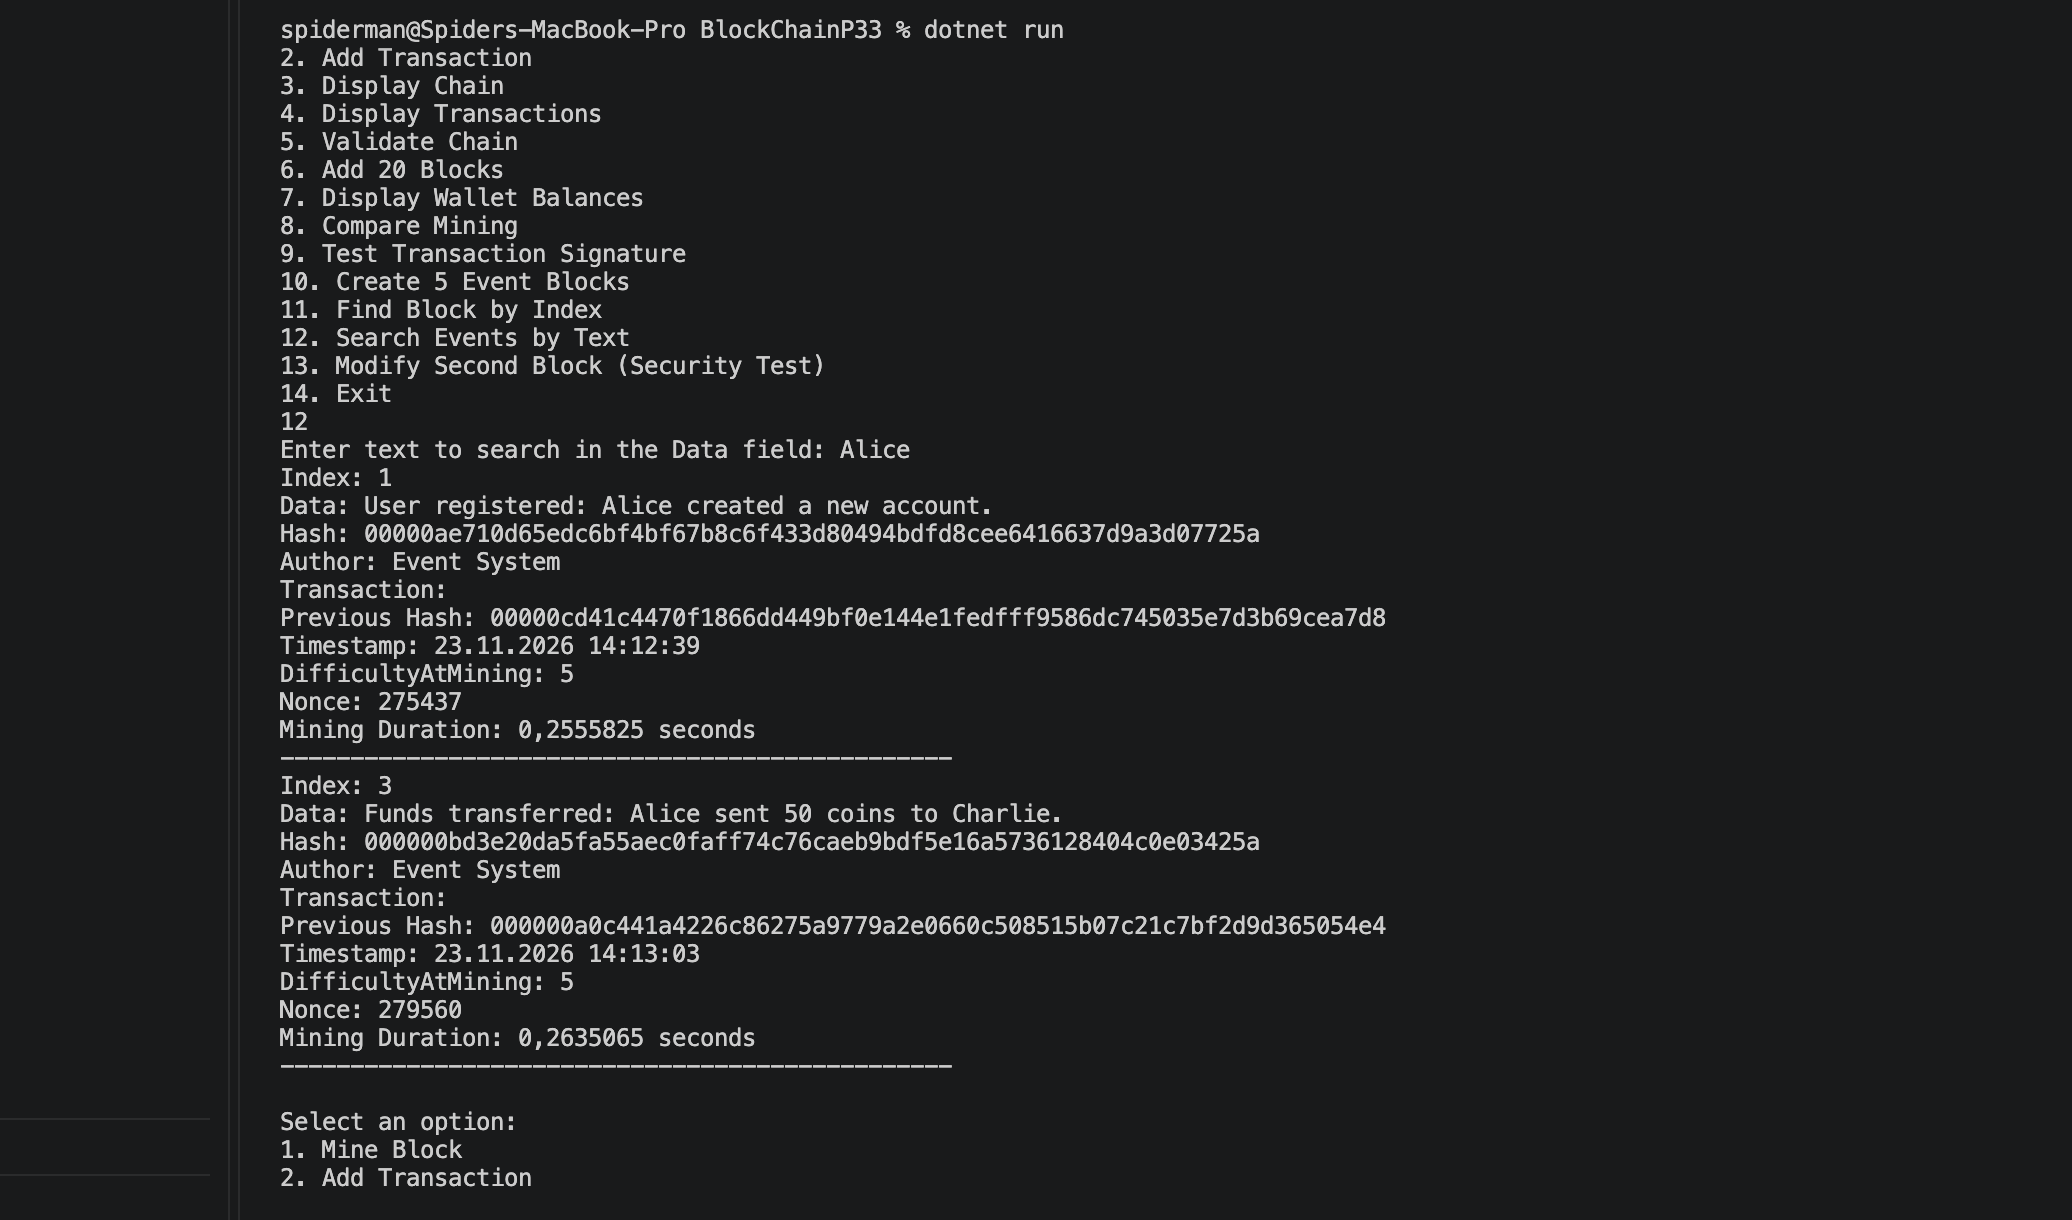 spiderman@Spiders-MacBook-Pro BlockChainP33 % dotnet run
2. Add Transaction
3. Display Chain
4. Display Transactions
5. Validate Chain
6. Add 20 Blocks
7. Display Wallet Balances
8. Compare Mining
9. Test Transaction Signature
10. Create 5 Event Blocks
11. Find Block by Index
12. Search Events by Text
13. Modify Second Block (Security Test)
14. Exit
12
Enter text to search in the Data field: Alice
Index: 1
Data: User registered: Alice created a new account.
Hash: 00000ae710d65edc6bf4bf67b8c6f433d80494bdfd8cee6416637d9a3d07725a
Author: Event System
Transaction:
Previous Hash: 00000cd41c4470f1866dd449bf0e144e1fedfff9586dc745035e7d3b69cea7d8
Timestamp: 23.11.2026 14:12:39
DifficultyAtMining: 5
Nonce: 275437
Mining Duration: 0,2555825 seconds
------------------------------------------------
Index: 3
Data: Funds transferred: Alice sent 50 coins to Charlie.
Hash: 000000bd3e20da5fa55aec0faff74c76caeb9bdf5e16a5736128404c0e03425a
Author: Event System
Transaction:
Previous Hash: 000000a0c441a4226c86275a9779a2e0660c508515b07c21c7bf2d9d365054e4
Timestamp: 23.11.2026 14:13:03
DifficultyAtMining: 5
Nonce: 279560
Mining Duration: 0,2635065 seconds
------------------------------------------------
Select an option:
1. Mine Block
2. Add Transaction